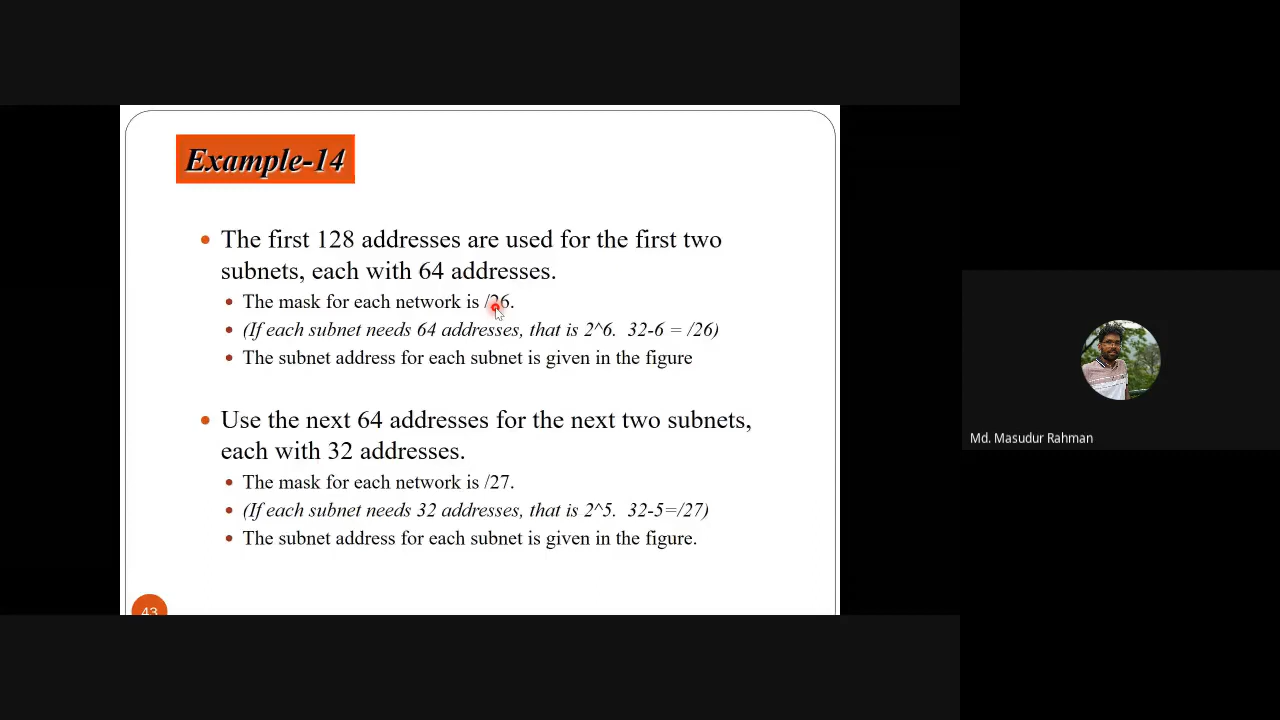 Example-14
• The first 128 addresses are used for the first two
subnets, each with 64 addresses.
• The mask for each network is /26.
• (If each subnet needs 64 addresses, that is 2^6.  32-6 = /26)
• The subnet address for each subnet is given in the figure
• Use the next 64 addresses for the next two subnets,
each with 32 addresses.
• The mask for each network is /27.
• (If each subnet needs 32 addresses, that is 2^5.  32-5=/27)
• The subnet address for each subnet is given in the figure.
43
Md. Masudur Rahman